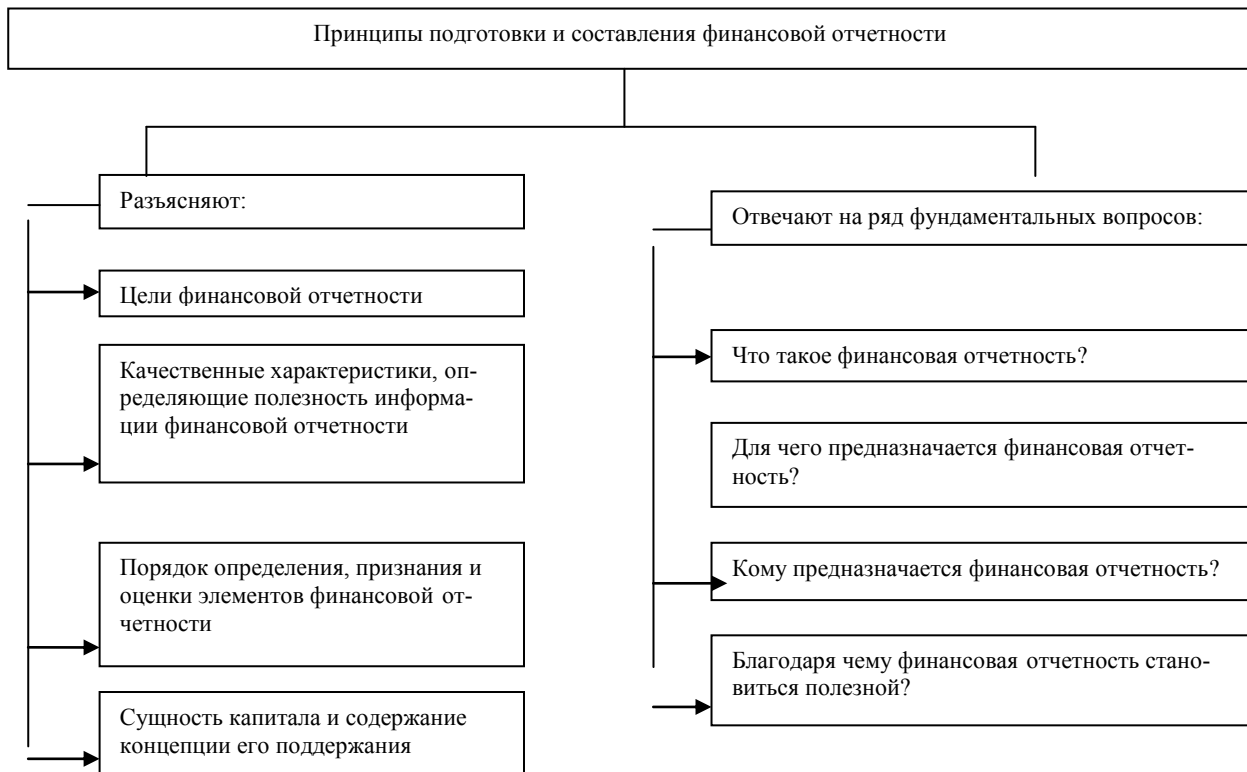 Принципы подготовки и составления финансовой отчетности
Разъясняют:
Цели финансовой отчетности
Качественные характеристики, оп-
ределяющие полезность информа-
ции финансовой отчетности
Порядок определения, признания и
оценки элементов финансовой от-
четности
Сущность капитала и содержание
концепции его поддержания
Отвечают на ряд фундаментальных вопросов:
Что такое финансовая отчетность?
Для чего предназначается финансовая отчет-
ность?
Кому предназначается финансовая отчетность?
Благодаря чему финансовая отчетность стано-
виться полезной?